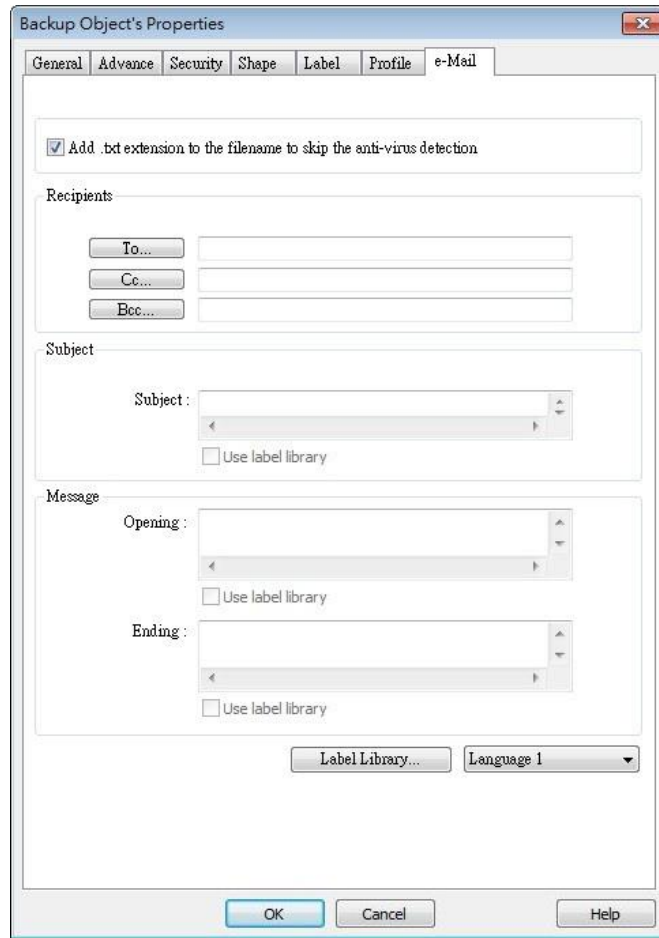 Backup Object's Properties
General Advance Security Shape Label Profile e-Mail
Add .txt extension to the filename to skip the anti-virus detection
Recipients
To...
Cc...
Bcc...
Subject
Subject :
Use label library
Message
Opening :
Use label library
Ending :
Use label library
Label Library... Language 1
OK Cancel Help